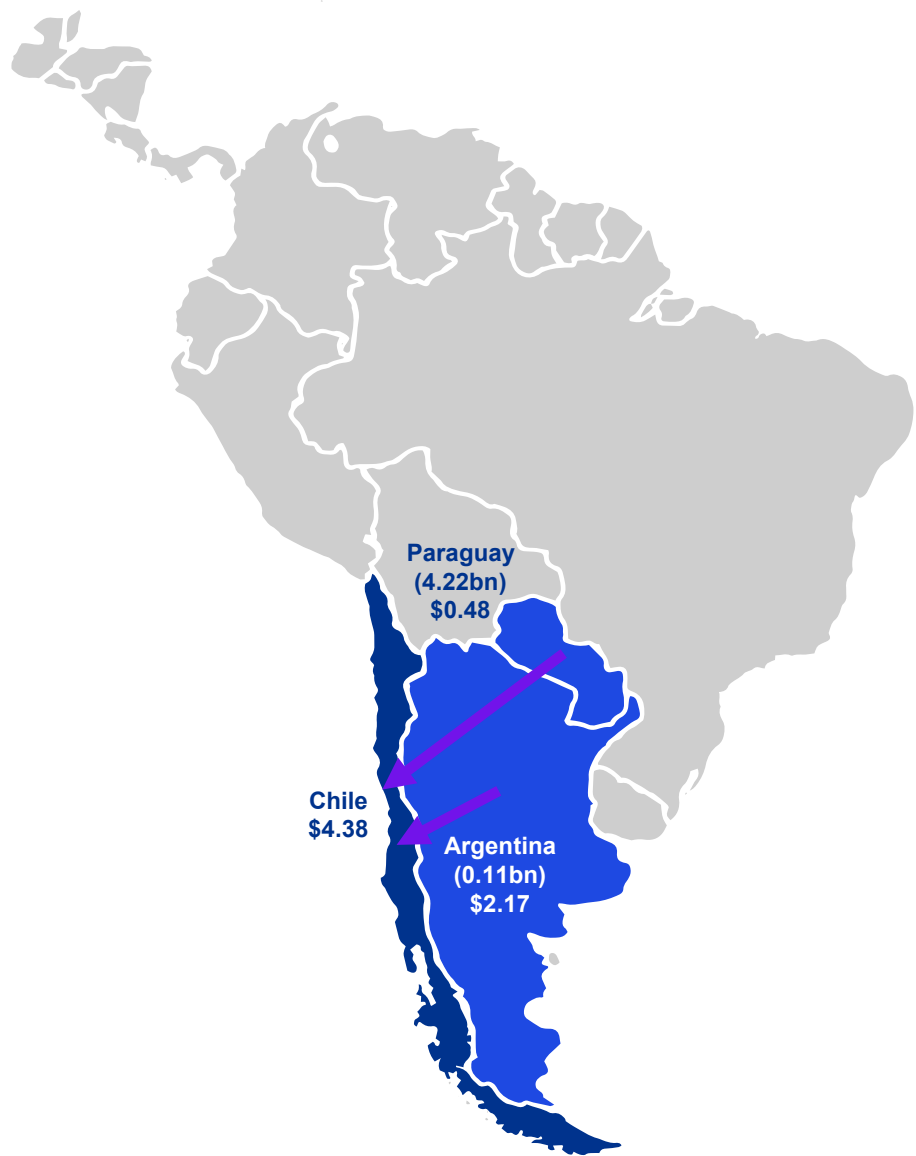 Paraguay
(4.22bn)
$0.48
Chile
$4.38
Argentina
(0.11bn)
$2.17